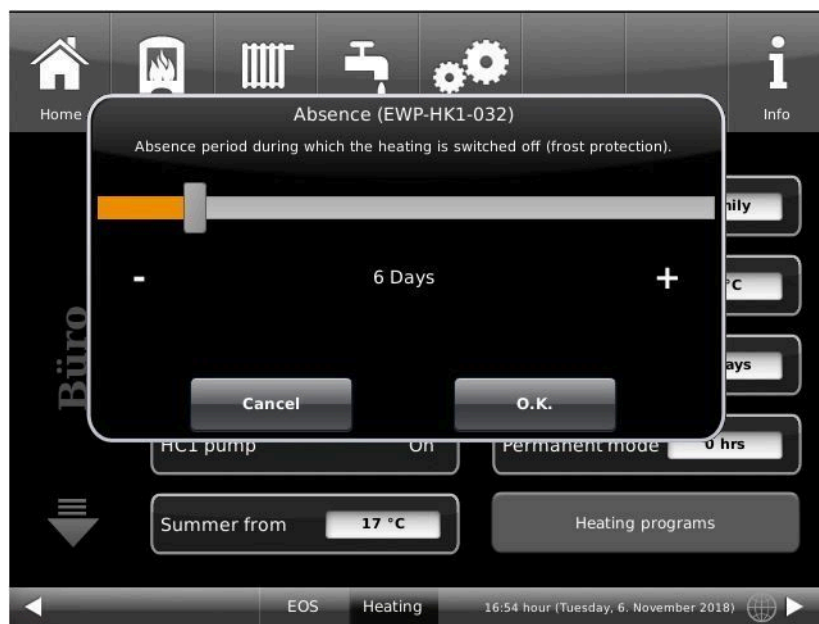 Home
Info
Absence (EWP-HK1-032)
Absence period during which the heating is switched off (frost protection).
- 6 Days +
Cancel
O.K.
°C
Büro
HC1 pump On
Permanent mode 0 hrs
Summer from 17 °C
Heating programs
EOS
Heating
16:54 hour (Tuesday, 6. November 2018)